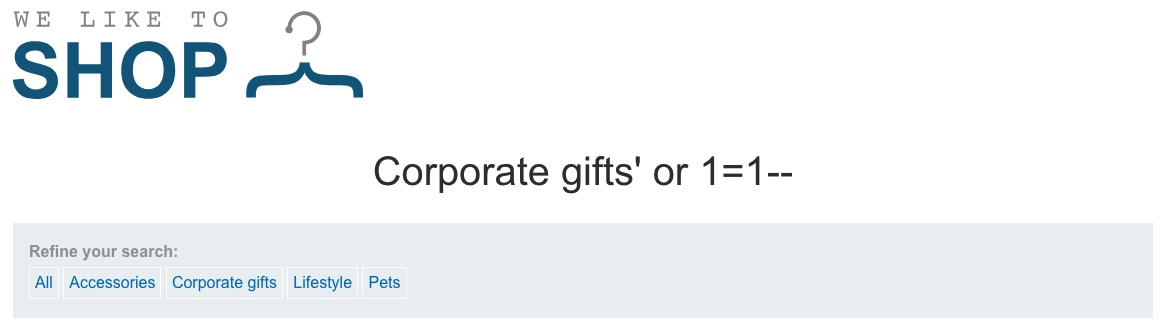 WE LIKE TO
SHOP
Corporate gifts' or 1=1--
Refine your search:
All Accessories Corporate gifts Lifestyle Pets